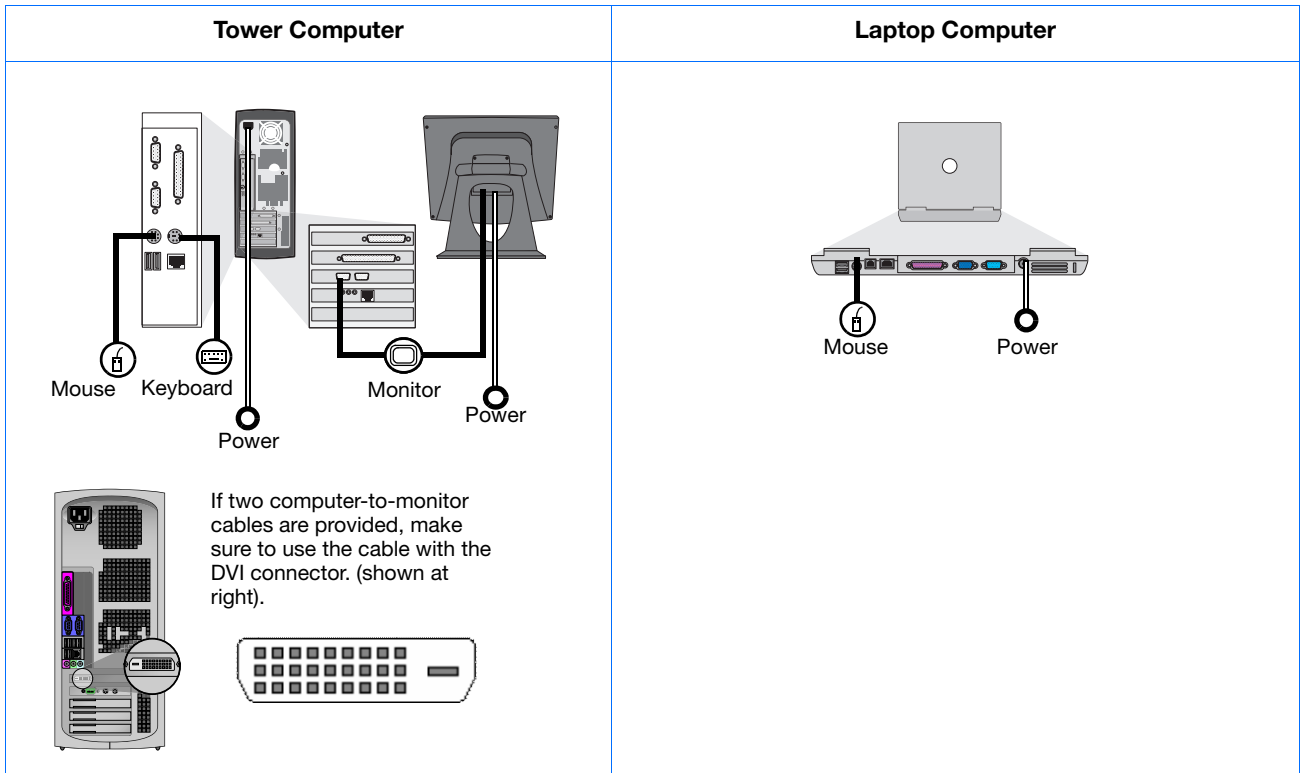 Tower Computer
Laptop Computer
Mouse
Keyboard
Power
Monitor
Power
Mouse
Power
If two computer-to-monitor
cables are provided, make
sure to use the cable with the
DVI connector. (shown at
right).